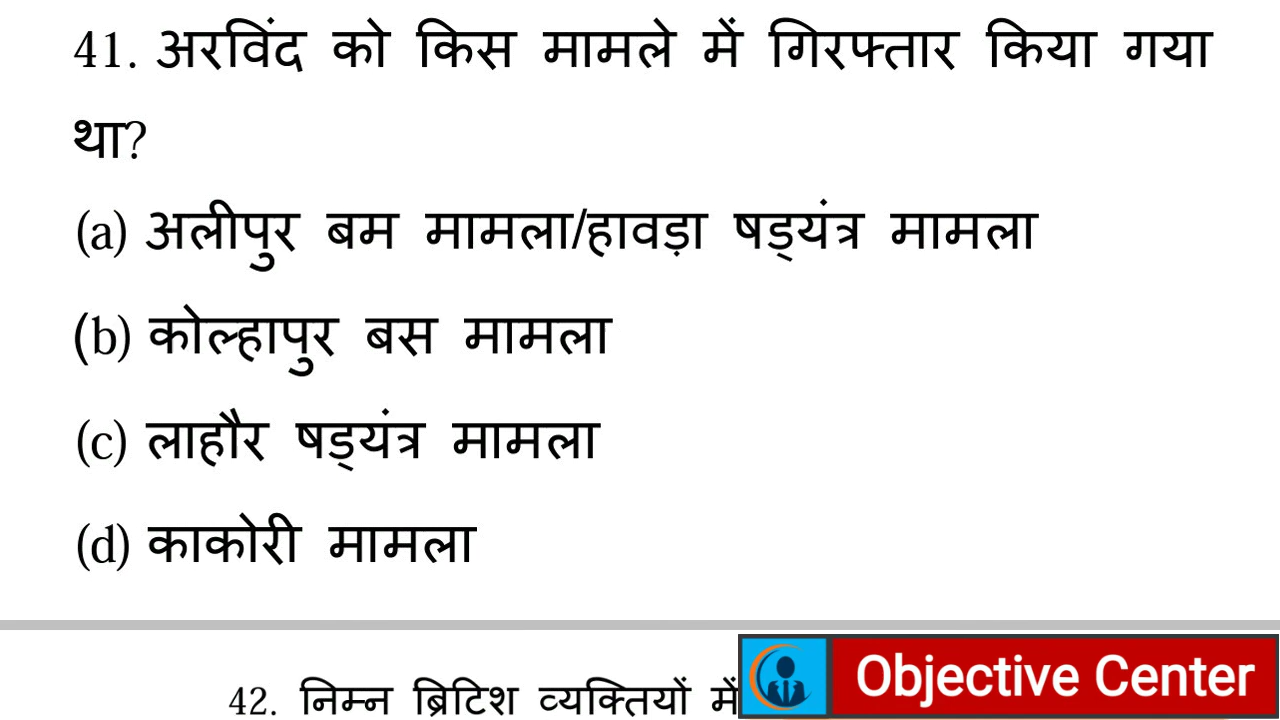 41. अरविंद को किस मामले में गिरफ्तार किया गया
था?
(a) अलीपुर बम मामला/हावड़ा षड्यंत्र मामला
(b) कोल्हापुर बस मामला
(c) लाहौर षड्यंत्र मामला
(d) काकोरी मामला
42. निम्न ब्रिटिश व्यक्तियों में
Objective Center